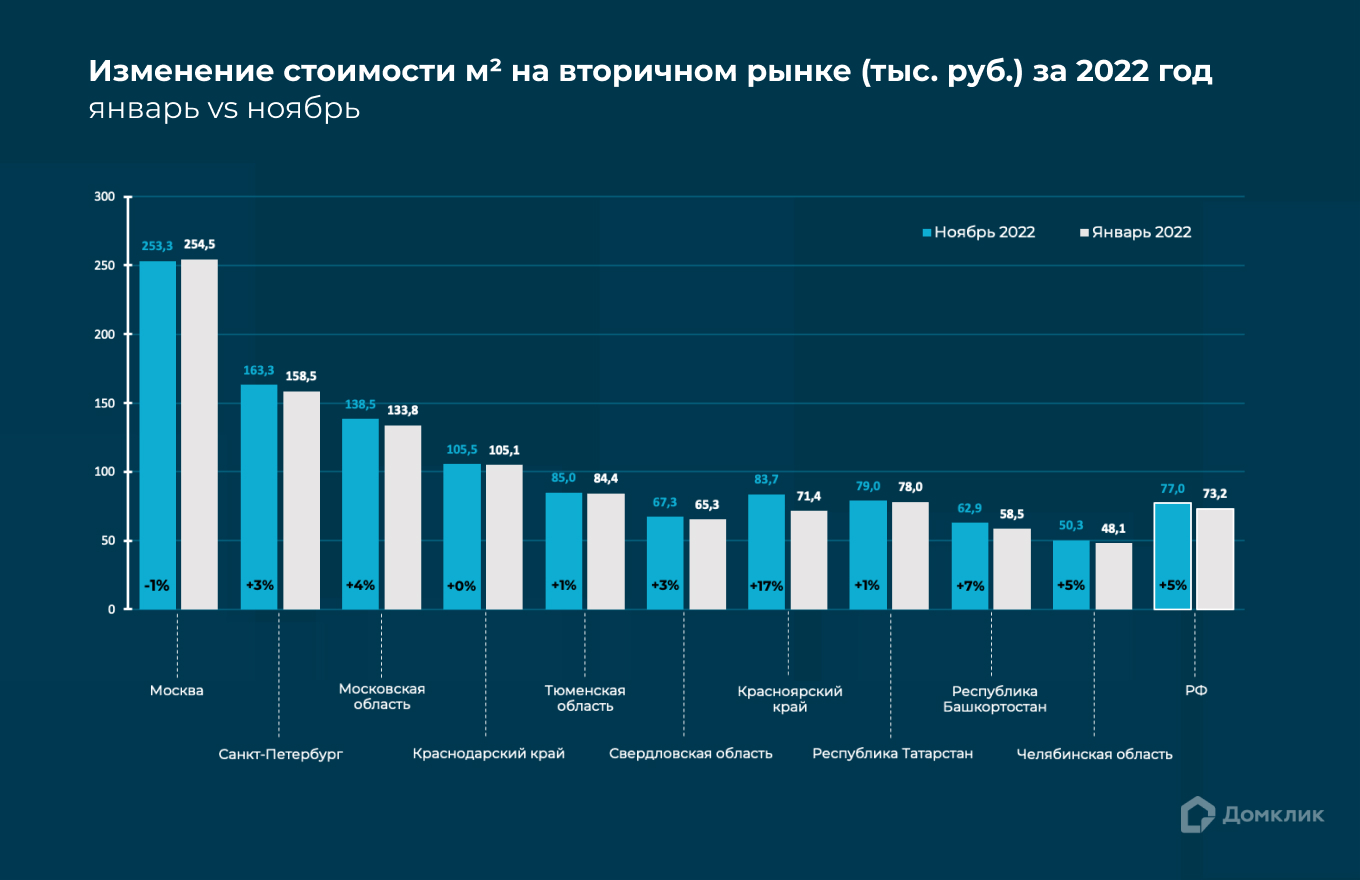 Изменение стоимости м² на вторичном рынке (тыс. руб.) за 2022 год
январь vs ноябрь
300
250
200
150
100
50
0
Ноябрь 2022
Январь 2022
253,3
254,5
163,3
158,5
138,5
133,8
105,5
105,1
85,0
84,4
67,3
65,3
83,7
71,4
79,0
78,0
62,9
58,5
50,3
48,1
77,0
73,2
-1%
+3%
+4%
+0%
+1%
+3%
+17%
+1%
+7%
+5%
+5%
Москва
Московская
область
Тюменская
область
Красноярский
край
Республика
Башкортостан
РФ
Санкт-Петербург
Краснодарский край
Свердловская область
Республика Татарстан
Челябинская область
Домклик